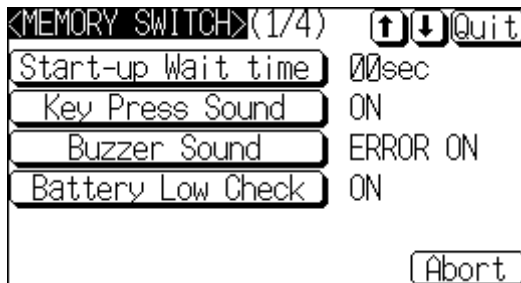 <MEMORY SWITCH>(1/4) ↑ ↓ Quit
Start-up Wait time 00sec
Key Press Sound ON
Buzzer Sound ERROR ON
Battery Low Check ON
Abort